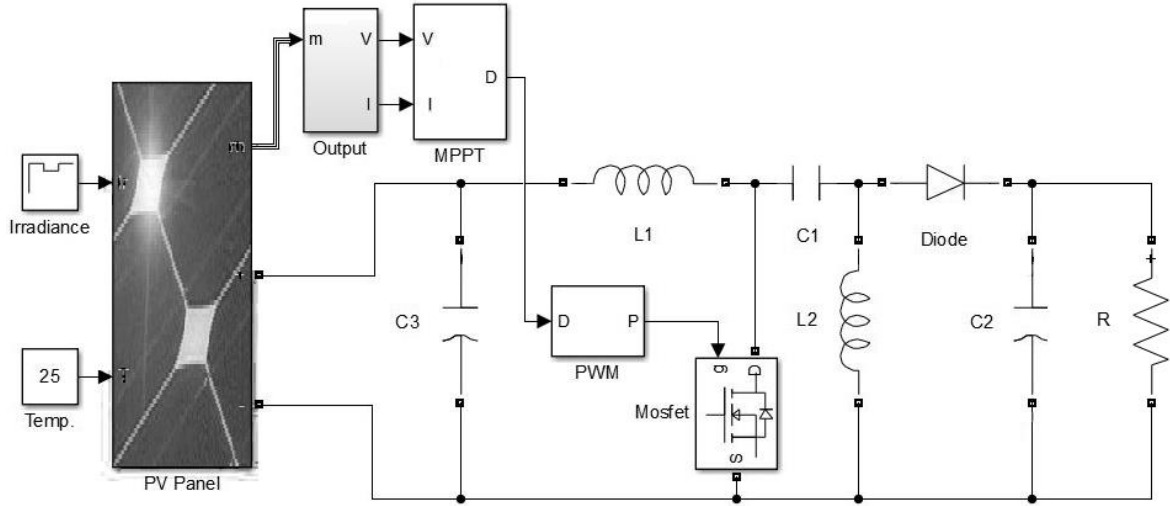 m
V
I
Output
V
I
D
MPPT
Irradiance
Ir
m
T
+
-
25
Temp.
PV Panel
C3
L1
C1
Diode
L2
C2
R
+
D
P
PWM
g
D
S
Mosfet